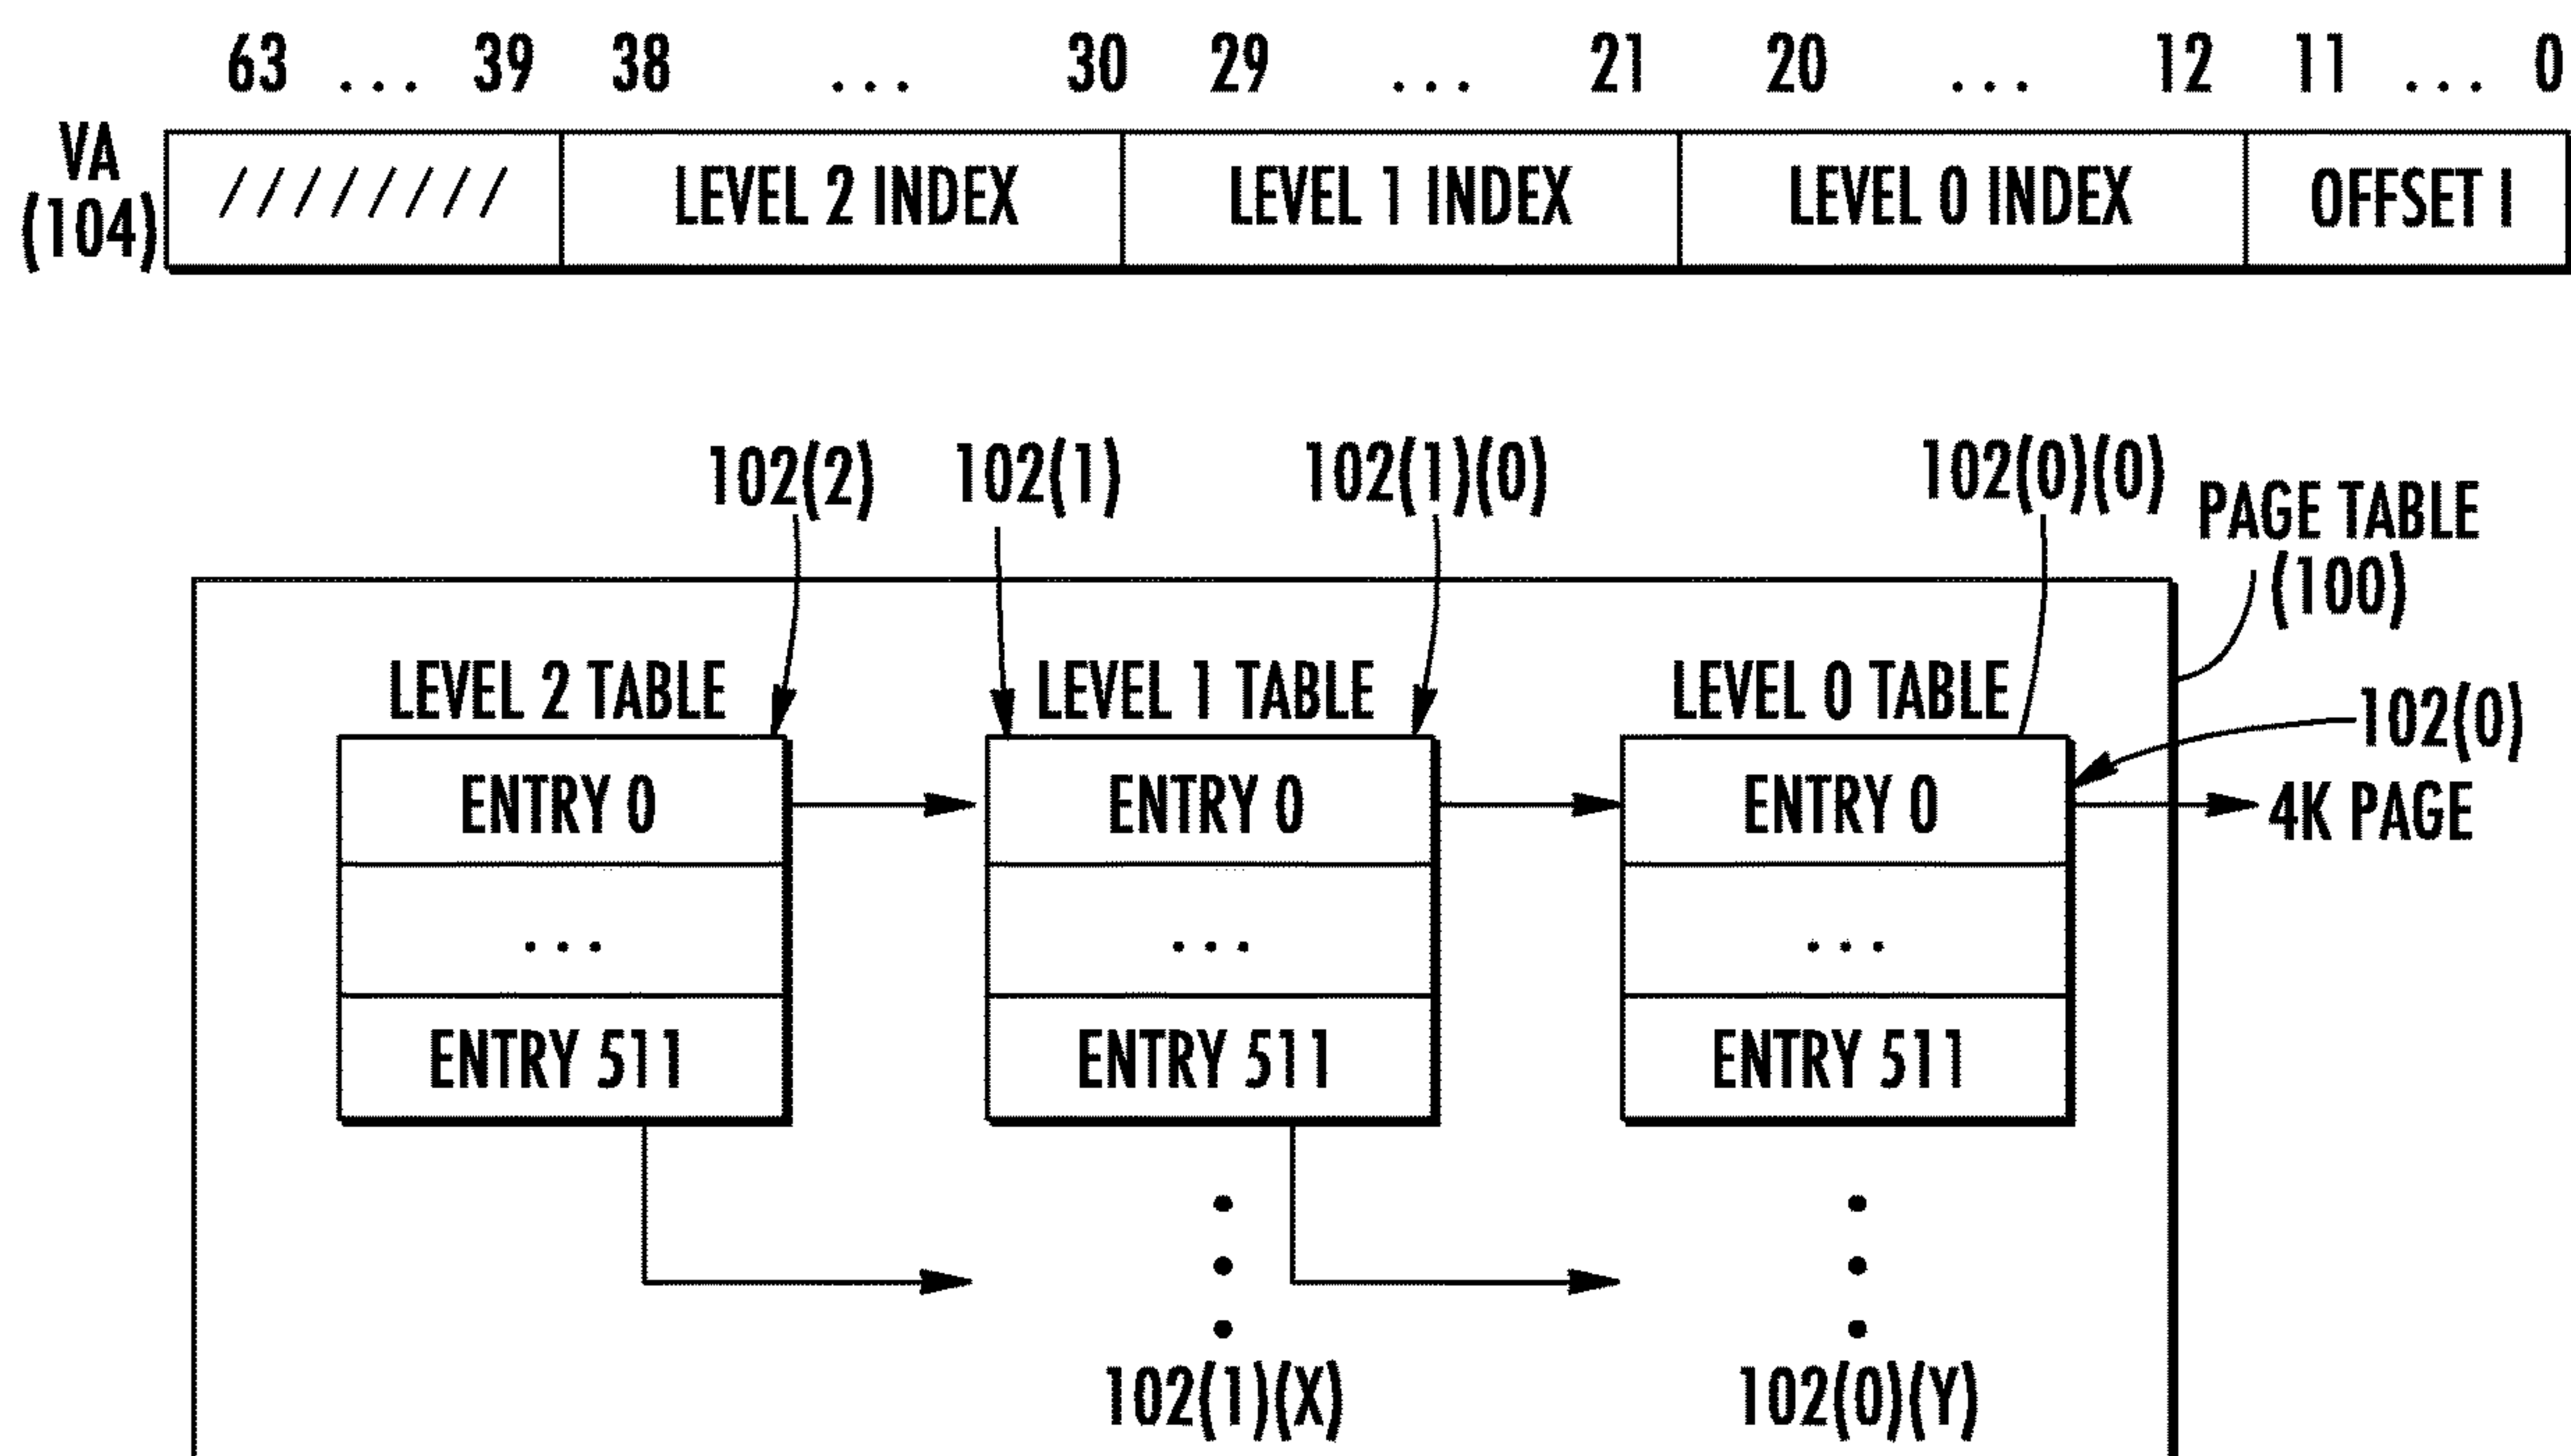 63 ... 39 38 ... 30 29 ... 21 20 ... 12 11 ... 0
VA
(104)
/ / / / / / / / LEVEL 2 INDEX LEVEL 1 INDEX LEVEL 0 INDEX OFFSET I
102(2) 102(1) 102(1)(0) 102(0)(0)
PAGE TABLE
(100)
LEVEL 2 TABLE LEVEL 1 TABLE LEVEL 0 TABLE
102(0)
ENTRY 0 ENTRY 0 ENTRY 0 4K PAGE
... ... ...
ENTRY 511 ENTRY 511 ENTRY 511
102(1)(X) 102(0)(Y)